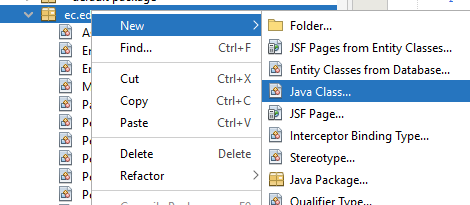 ec.ed
New
Find... Ctrl+F
Cut Ctrl+X
Copy Ctrl+C
Paste Ctrl+V
Delete Delete
Refactor
Folder...
JSF Pages from Entity Classes...
Entity Classes from Database...
Java Class...
JSF Page...
Interceptor Binding Type...
Stereotype...
Java Package...
Qualifier Type...